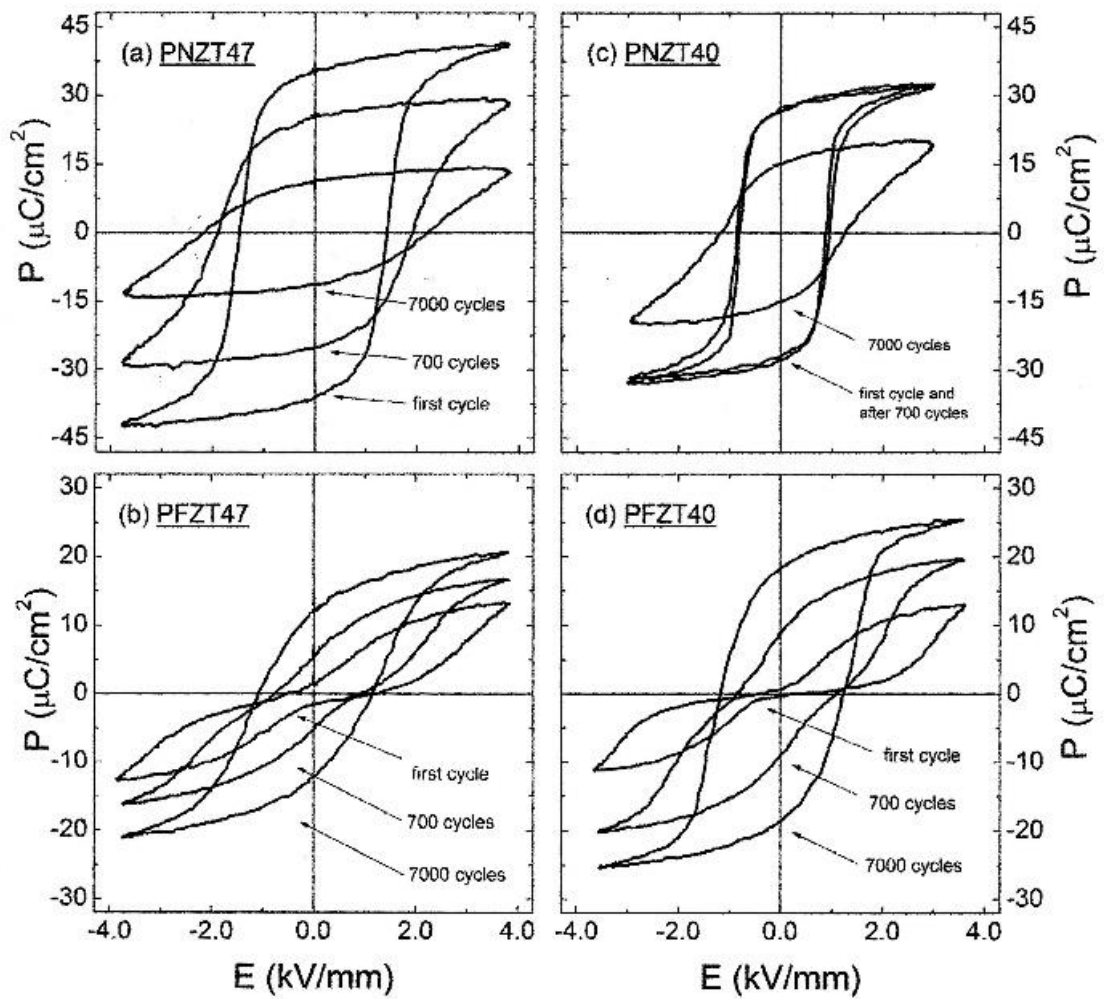 (a) PNZT47
45
30
15
0
-15
-30
-45
P (μC/cm²)
7000 cycles
700 cycles
first cycle
(c) PNZT40
45
30
15
0
-15
-30
-45
P (μC/cm²)
7000 cycles
first cycle and
after 700 cycles
(b) PFZT47
30
20
10
0
-10
-20
-30
P (μC/cm²)
first cycle
700 cycles
7000 cycles
-4.0 -2.0 0.0 2.0 4.0
E (kV/mm)
(d) PFZT40
30
20
10
0
-10
-20
-30
P (μC/cm²)
first cycle
700 cycles
7000 cycles
-4.0 -2.0 0.0 2.0 4.0
E (kV/mm)